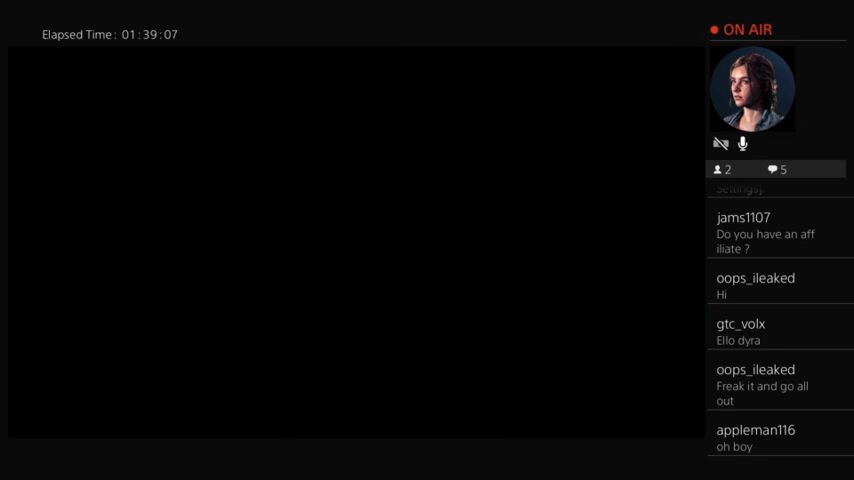 Elapsed Time: 01:39:07
ON AIR
2
5
Settings].
jams1107
Do you have an aff
iliate ?
oops_ileaked
Hi
gtc_volx
Ello dyra
oops_ileaked
Freak it and go all
out
appleman116
oh boy